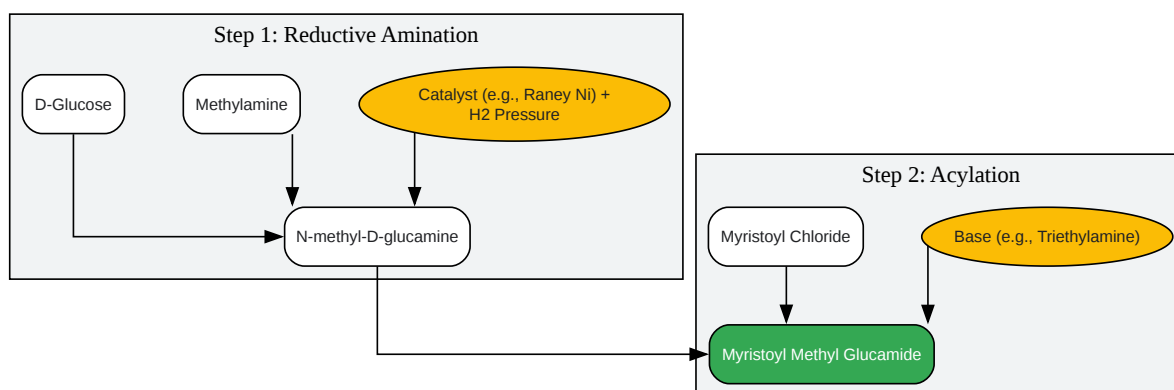 Step 1: Reductive Amination
D-Glucose
Methylamine
Catalyst (e.g., Raney Ni) +
H2 Pressure
N-methyl-D-glucamine
Step 2: Acylation
Myristoyl Chloride
Base (e.g., Triethylamine)
Myristoyl Methyl Glucamide